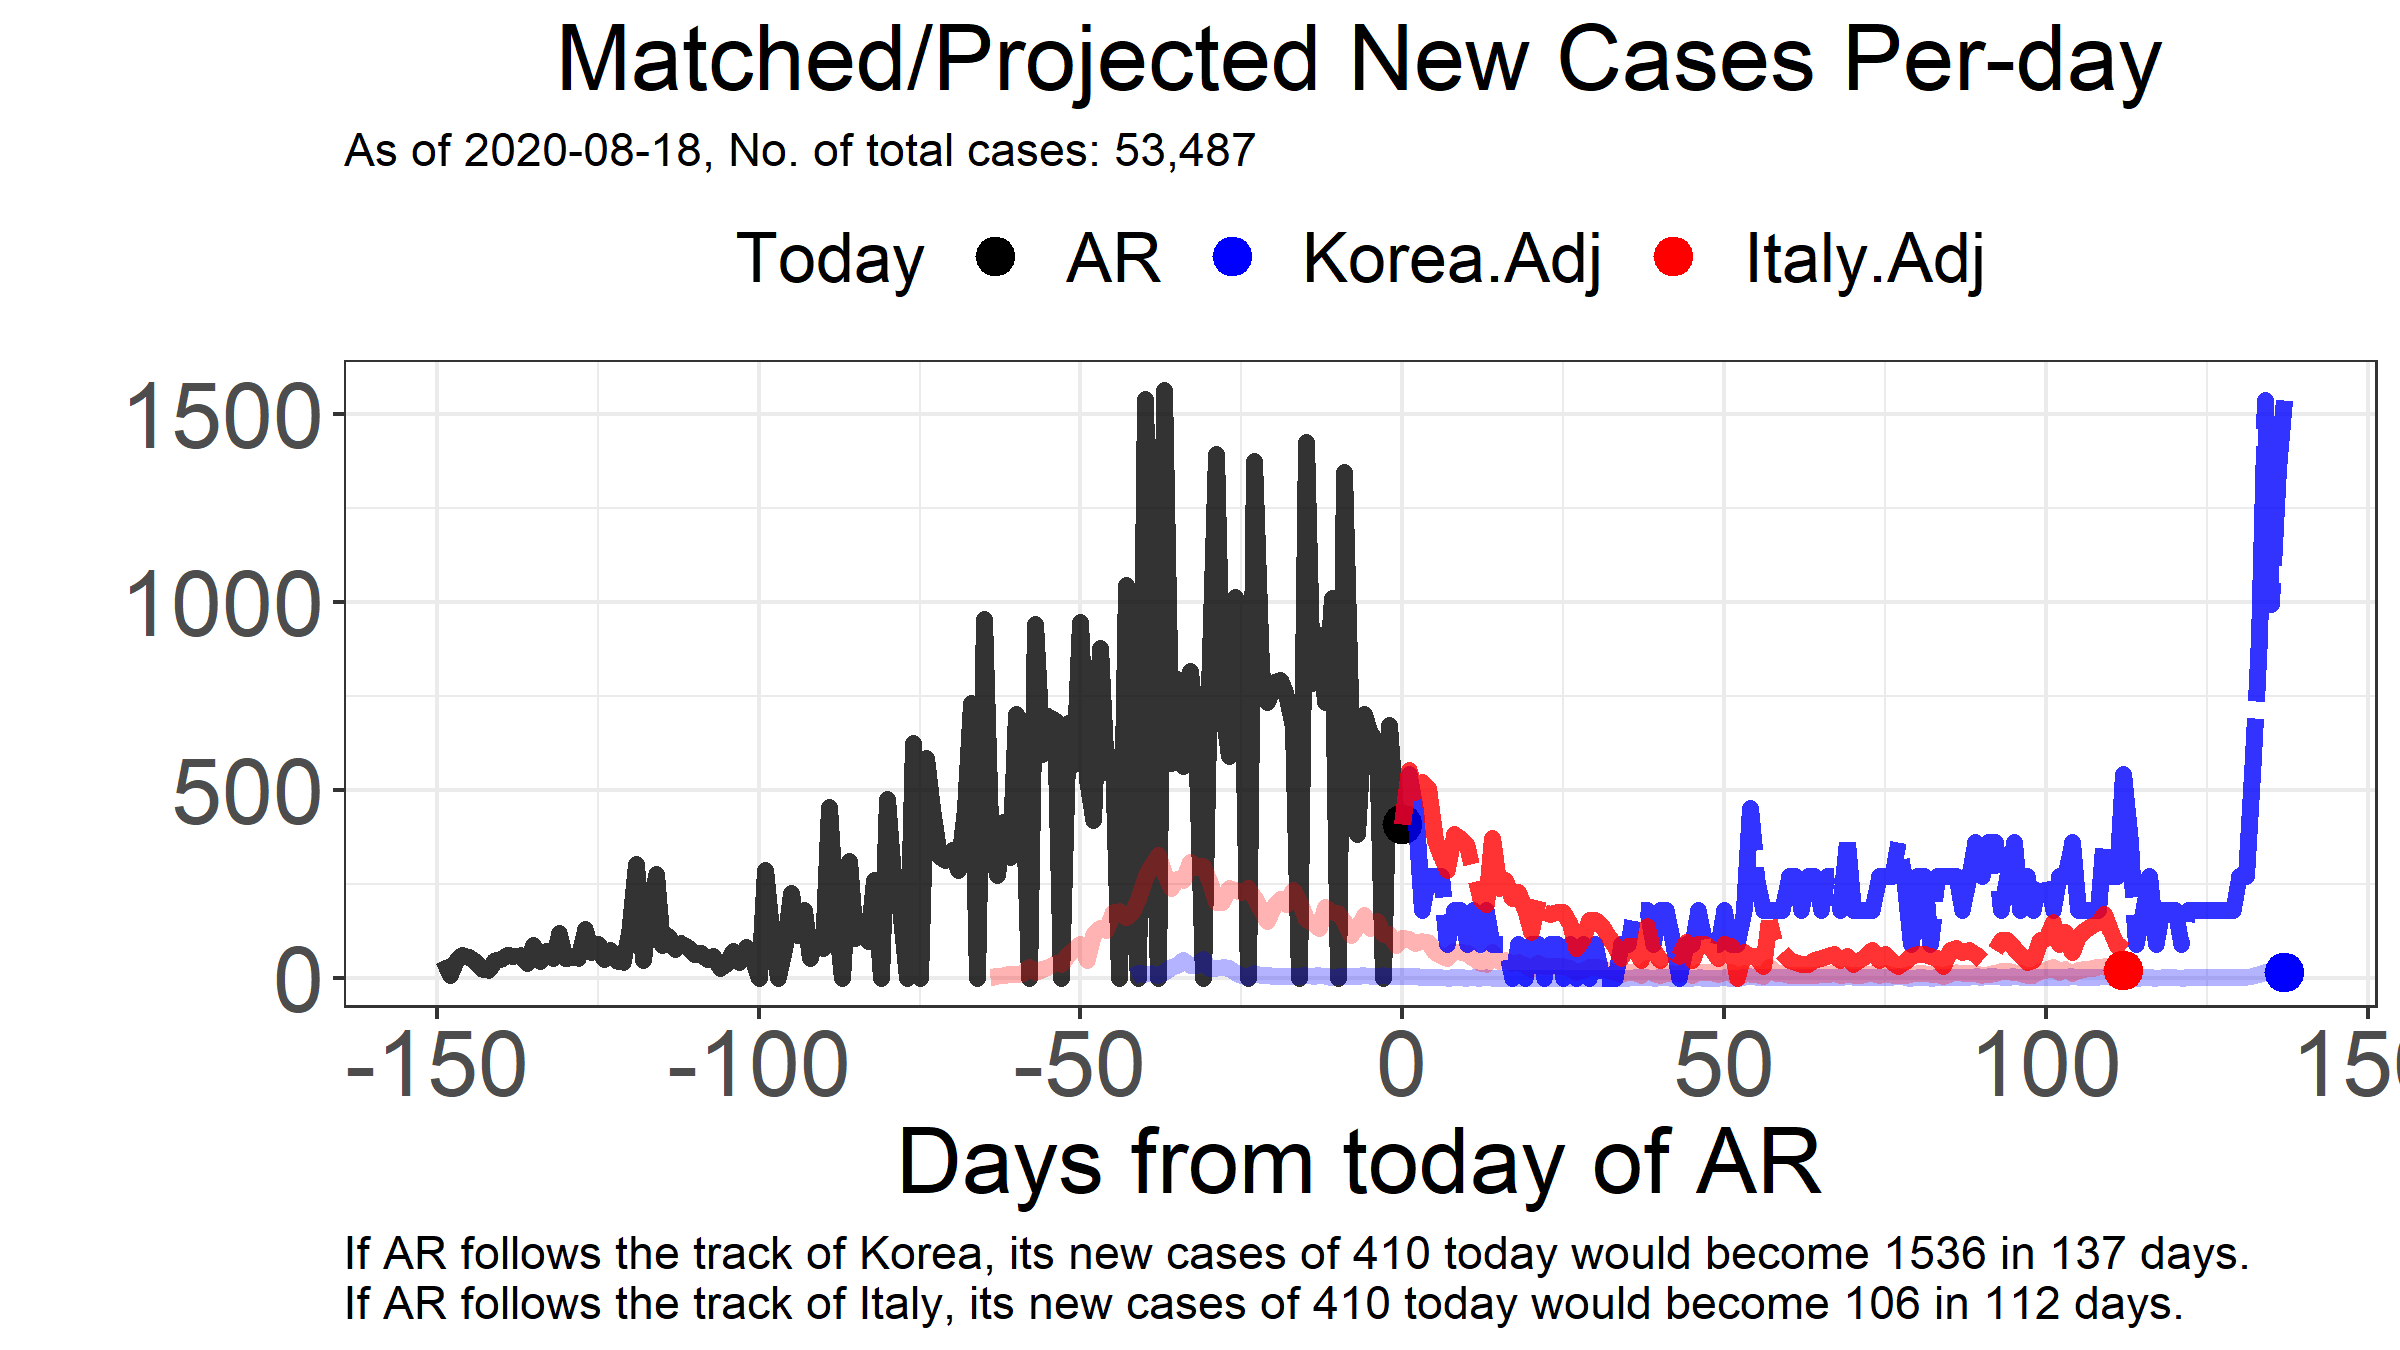 Matched/Projected New Cases Per-day
As of 2020-08-18, No. of total cases: 53,487
Today AR Korea.Adj Italy.Adj
1500
1000
500
0
-150 -100 -50 0 50 100 150
Days from today of AR
If AR follows the track of Korea, its new cases of 410 today would become 1536 in 137 days.
If AR follows the track of Italy, its new cases of 410 today would become 106 in 112 days.